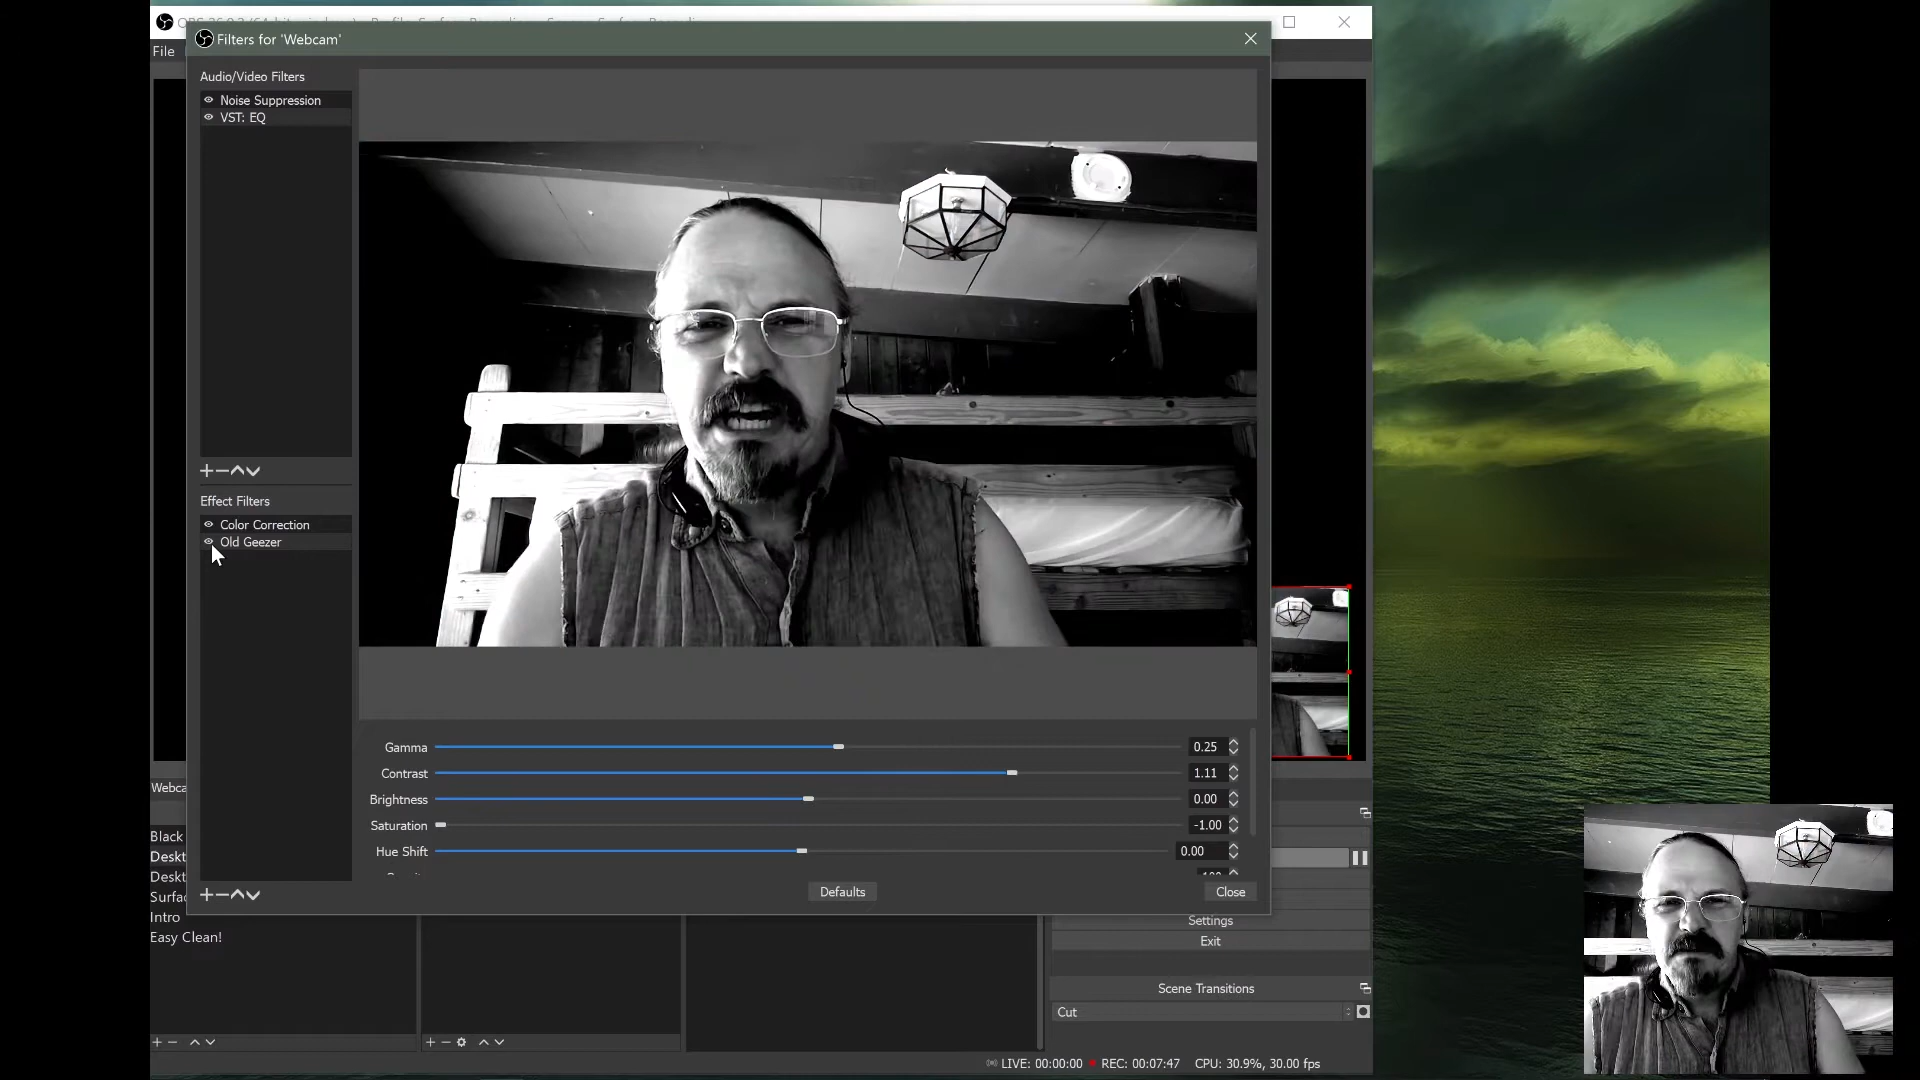 File
Filters for 'Webcam'
Audio/Video Filters
Noise Suppression
VST: EQ
Effect Filters
Color Correction
Old Geezer
Gamma
0.25
Contrast
1.11
Brightness
0.00
Saturation
-1.00
Hue Shift
0.00
Defaults
Close
Webca
Black
Deskt
Deskt
Surfac
Intro
Easy Clean!
Settings
Exit
Scene Transitions
Cut
LIVE: 00:00:00
REC: 00:07:47
CPU: 30.9%, 30.00 fps